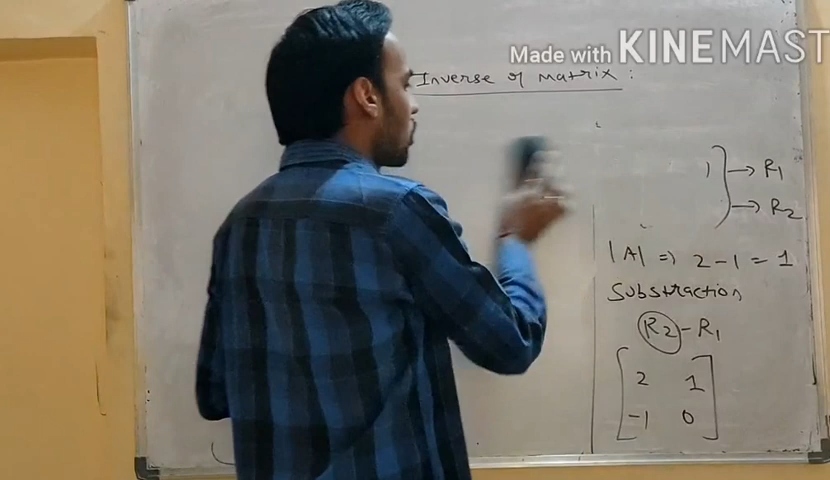 Made with KINEMAST
Inverse of matrix :
1 → R1
→ R2
|A| => 2 - 1 = 1
Substraction
R2 - R1
2 1
-1 0